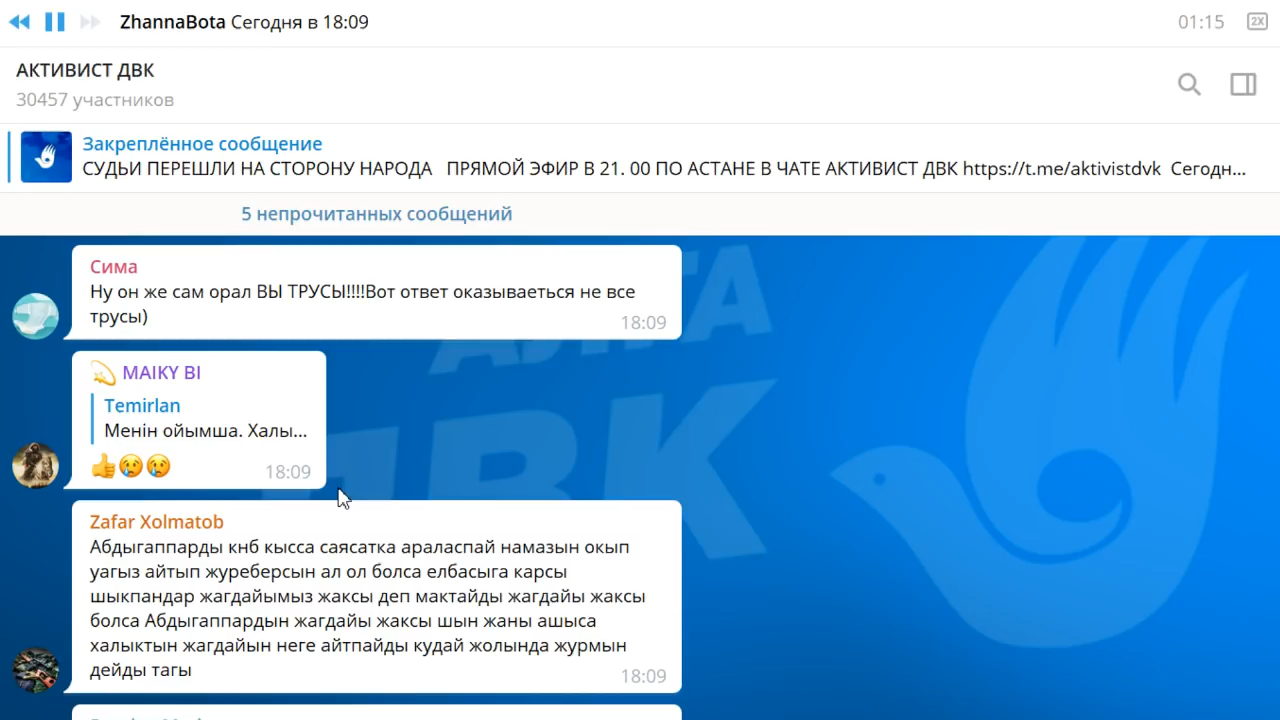 ZhannaBota Сегодня в 18:09
01:15
2X
АКТИВИСТ ДВК
30457 участников
Закреплённое сообщение
СУДЬИ ПЕРЕШЛИ НА СТОРОНУ НАРОДА ПРЯМОЙ ЭФИР В 21. 00 ПО АСТАНЕ В ЧАТЕ АКТИВИСТ ДВК https://t.me/aktivistdvk Сегодн...
5 непрочитанных сообщений
Сима
Ну он же сам орал ВЫ ТРУСЫ!!!!Вот ответ оказываеться не все
трусы)
18:09
MAIKY BI
Temirlan
Менін ойымша. Халы...
18:09
Zafar Xolmatob
Абдыгаппарды кнб кысса саясатка араласпай намазын окып
уагыз айтып журеберсын ал ол болса елбасыга карсы
шыкпандар жагдайымыз жаксы деп мактайды жагдайы жаксы
болса Абдыгаппардын жагдайы жаксы шын жаны ашыса
халыктын жагдайын неге айтпайды кудай жолында журмын
дейды тагы
18:09
ДВК